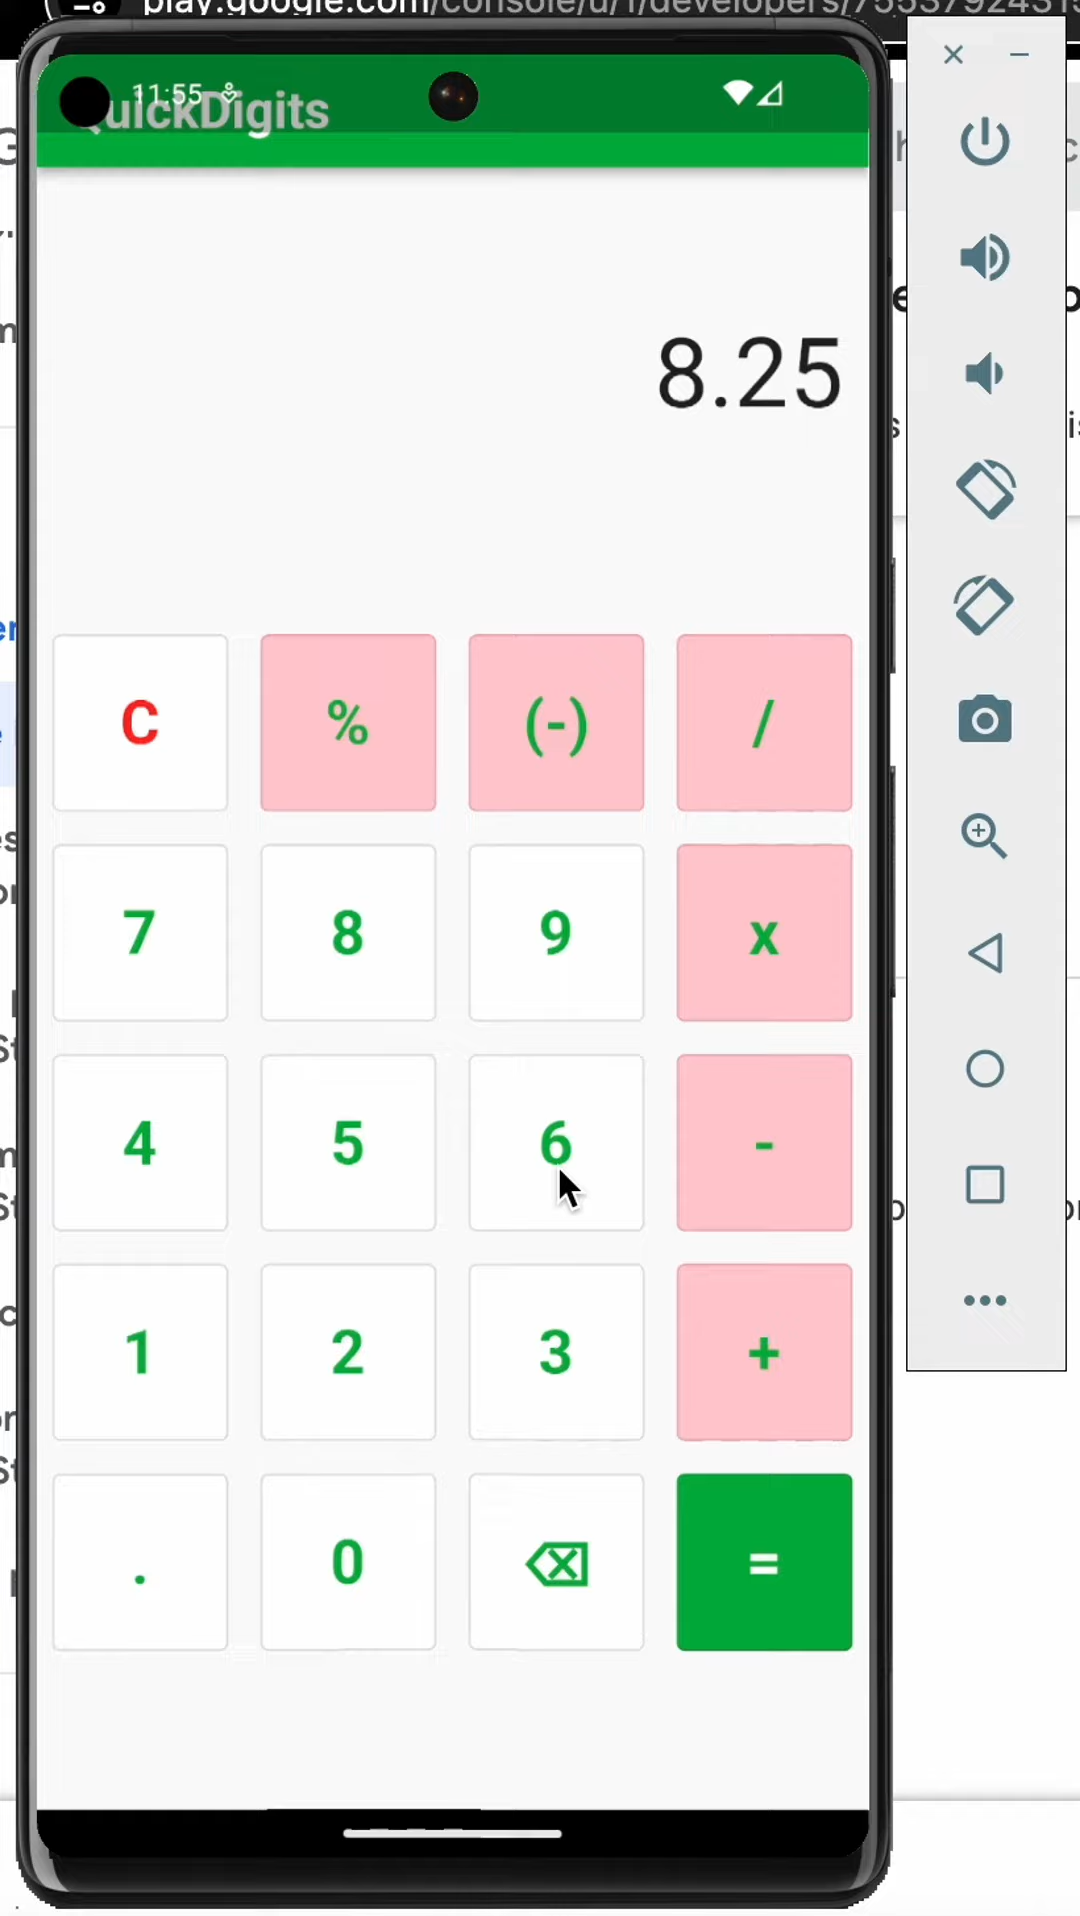 play.google.com/console/u/1/developers/
11:55
QuickDigits
8.25
C % (-) /
7 8 9 x
4 5 6 -
1 2 3 +
. 0 =